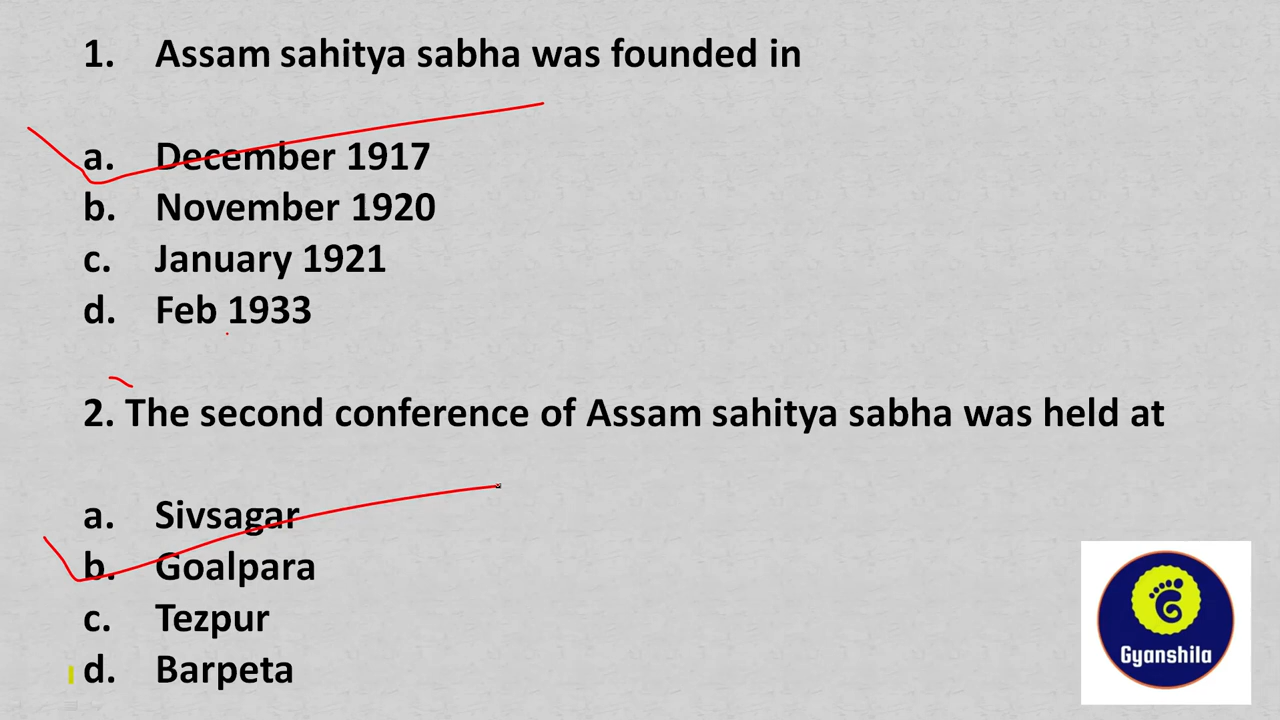 1. Assam sahitya sabha was founded in
a. December 1917
b. November 1920
c. January 1921
d. Feb 1933
2. The second conference of Assam sahitya sabha was held at
a. Sivsagar
b. Goalpara
c. Tezpur
d. Barpeta
Gyanshila